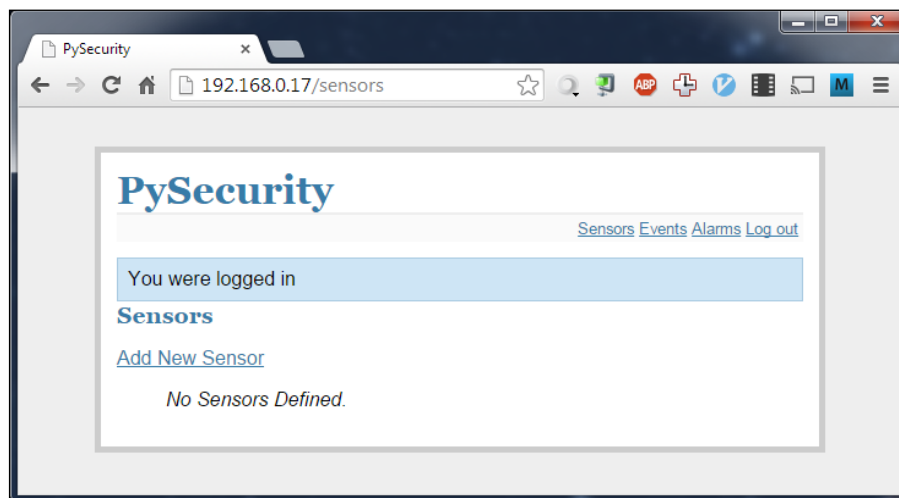 PySecurity
192.168.0.17/sensors
ABP
M
PySecurity
Sensors Events Alarms Log out
You were logged in
Sensors
Add New Sensor
No Sensors Defined.